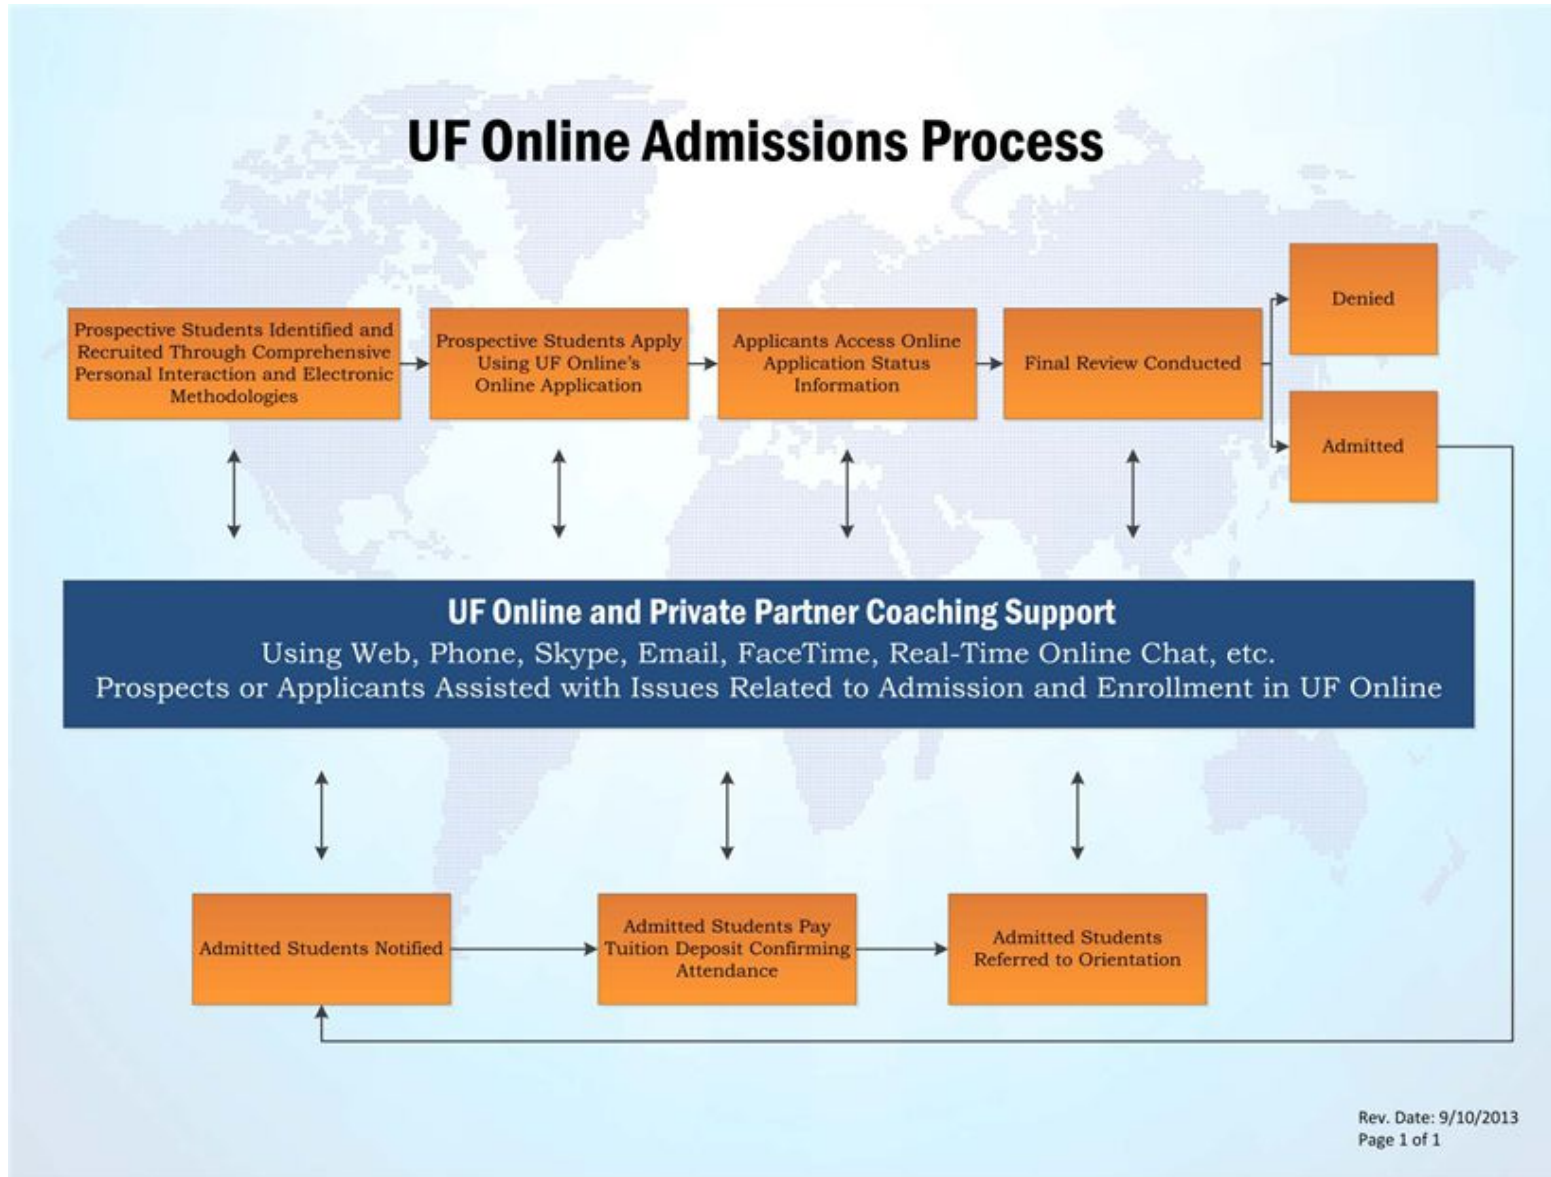 UF Online Admissions Process
Prospective Students Identified and
Recruited Through Comprehensive
Personal Interaction and Electronic
Methodologies
Prospective Students Apply
Using UF Online's
Online Application
Applicants Access Online
Application Status
Information
Final Review Conducted
Denied
Admitted
UF Online and Private Partner Coaching Support
Using Web, Phone, Skype, Email, FaceTime, Real-Time Online Chat, etc.
Prospects or Applicants Assisted with Issues Related to Admission and Enrollment in UF Online
Admitted Students Notified
Admitted Students Pay
Tuition Deposit Confirming
Attendance
Admitted Students
Referred to Orientation
Rev. Date: 9/10/2013
Page 1 of 1